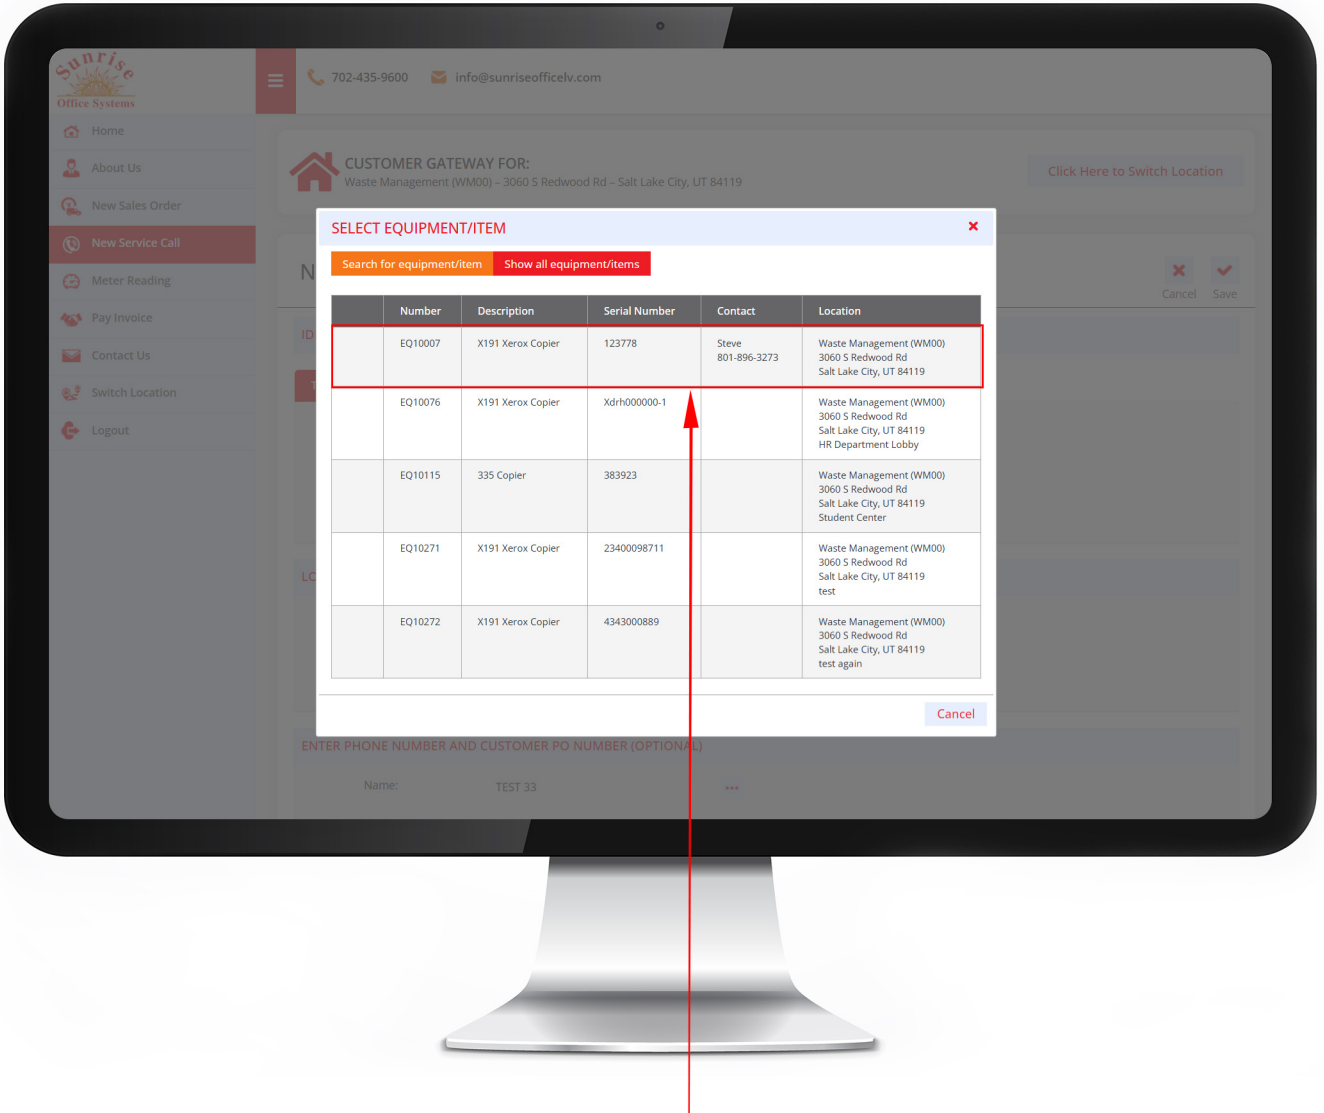 Sunrise
Office Systems
702-435-9600
info@sunriseofficelv.com
Home
About Us
New Sales Order
New Service Call
Meter Reading
Pay Invoice
Contact Us
Switch Location
Logout
CUSTOMER GATEWAY FOR:
Waste Management (WM00) – 3060 S Redwood Rd – Salt Lake City, UT 84119
Click Here to Switch Location
Cancel Save
SELECT EQUIPMENT/ITEM
Search for equipment/item Show all equipment/items
Number Description Serial Number Contact Location
EQ10007 X191 Xerox Copier 123778 Steve Waste Management (WM00)
801-896-3273 3060 S Redwood Rd
Salt Lake City, UT 84119
EQ10076 X191 Xerox Copier Xdrh000000-1 Waste Management (WM00)
3060 S Redwood Rd
Salt Lake City, UT 84119
HR Department Lobby
EQ10115 335 Copier 383923 Waste Management (WM00)
3060 S Redwood Rd
Salt Lake City, UT 84119
Student Center
EQ10271 X191 Xerox Copier 23400098711 Waste Management (WM00)
3060 S Redwood Rd
Salt Lake City, UT 84119
test
EQ10272 X191 Xerox Copier 4343000889 Waste Management (WM00)
3060 S Redwood Rd
Salt Lake City, UT 84119
test again
Cancel
ENTER PHONE NUMBER AND CUSTOMER PO NUMBER (OPTIONAL)
Name: TEST 33